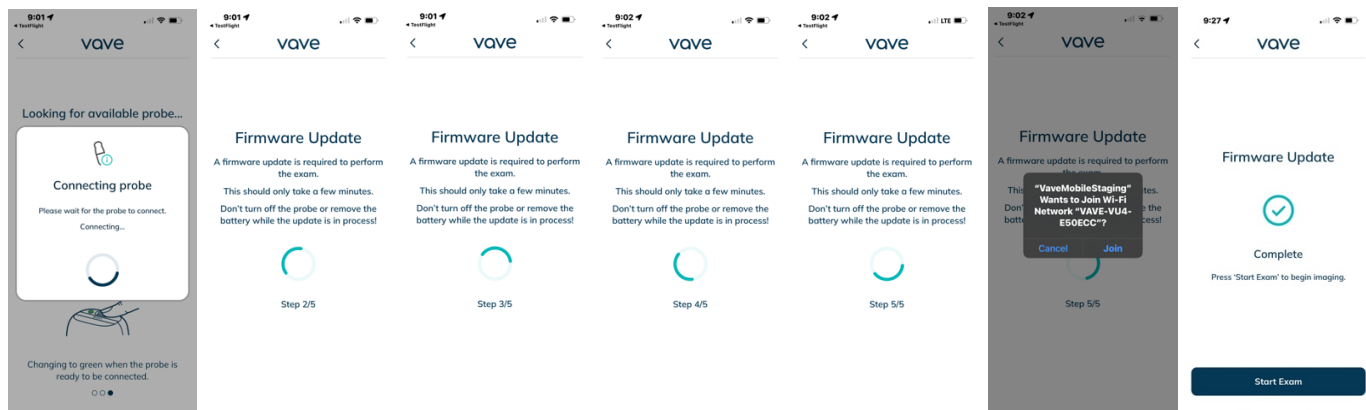 9:01
◂ TestFlight
vave
Looking for available probe...
Connecting probe
Please wait for the probe to connect.
Connecting...
Changing to green when the probe is
ready to be connected.
9:01
◂ TestFlight
vave
Firmware Update
A firmware update is required to perform
the exam.
This should only take a few minutes.
Don't turn off the probe or remove the
battery while the update is in process!
Step 2/5
9:01
◂ TestFlight
vave
Firmware Update
A firmware update is required to perform
the exam.
This should only take a few minutes.
Don't turn off the probe or remove the
battery while the update is in process!
Step 3/5
9:02
◂ TestFlight
vave
Firmware Update
A firmware update is required to perform
the exam.
This should only take a few minutes.
Don't turn off the probe or remove the
battery while the update is in process!
Step 4/5
9:02
◂ TestFlight
LTE
vave
Firmware Update
A firmware update is required to perform
the exam.
This should only take a few minutes.
Don't turn off the probe or remove the
battery while the update is in process!
Step 5/5
9:02
◂ TestFlight
vave
Firmware Update
A firmware update is required to perform
the exam.
"VaveMobileStaging"
Wants to Join Wi-Fi
Network "VAVE-VU4-
E50ECC"?
Cancel Join
Step 5/5
9:27
vave
Firmware Update
Complete
Press 'Start Exam' to begin imaging.
Start Exam